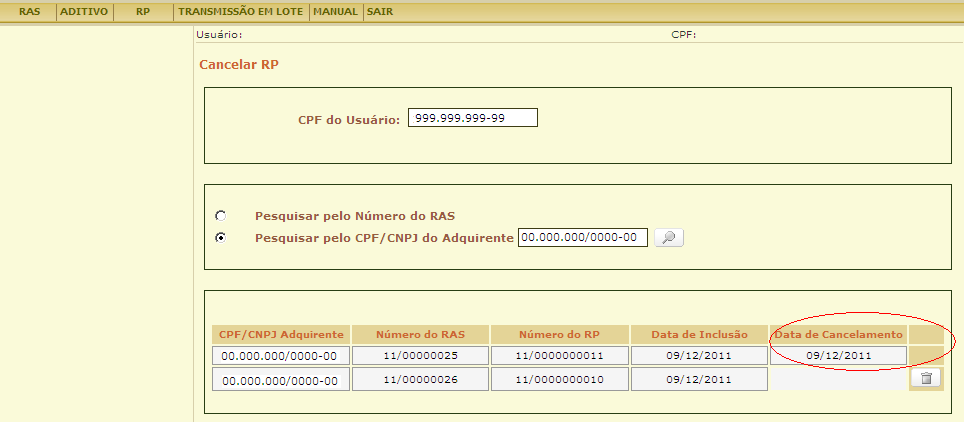 RAS ADITIVO RP TRANSMISSÃO EM LOTE MANUAL SAIR
Usuário: CPF:
Cancelar RP
CPF do Usuário: 999.999.999-99
Pesquisar pelo Número do RAS
Pesquisar pelo CPF/CNPJ do Adquirente 00.000.000/0000-00
CPF/CNPJ Adquirente Número do RAS Número do RP Data de Inclusão Data de Cancelamento
00.000.000/0000-00 11/00000025 11/0000000011 09/12/2011 09/12/2011
00.000.000/0000-00 11/00000026 11/0000000010 09/12/2011